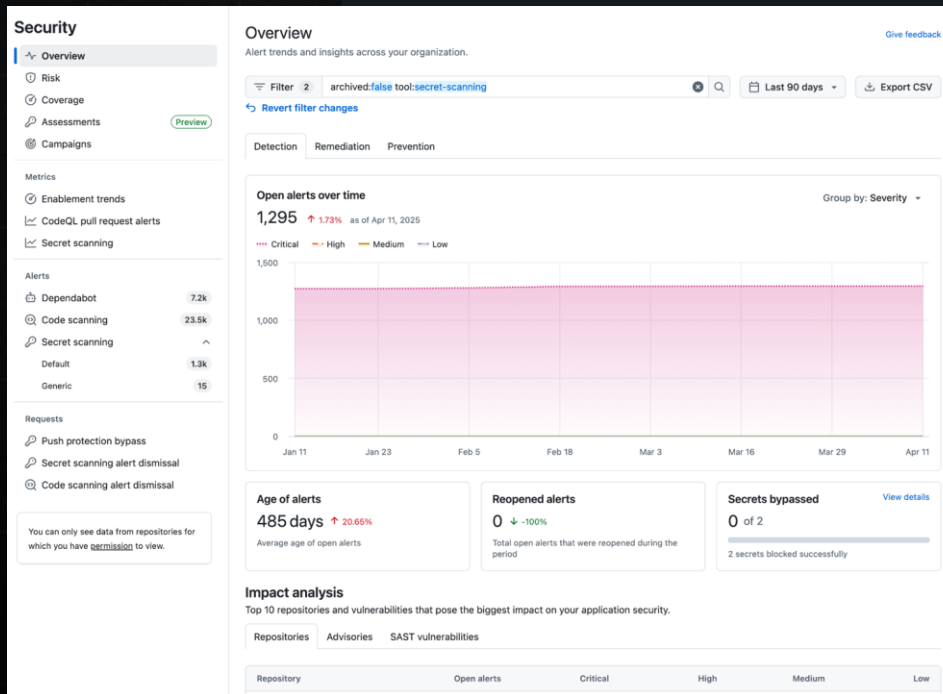 Security
Overview
Risk
Coverage
Assessments Preview
Campaigns
Metrics
Enablement trends
CodeQL pull request alerts
Secret scanning
Alerts
Dependabot 7.2k
Code scanning 23.5k
Secret scanning
Default 1.3k
Generic 15
Requests
Push protection bypass
Secret scanning alert dismissal
Code scanning alert dismissal
You can only see data from repositories for
which you have permission to view.
Overview
Give feedback
Alert trends and insights across your organization.
Filter 2 archived:false tool:secret-scanning Last 90 days Export CSV
Revert filter changes
Detection Remediation Prevention
Open alerts over time
Group by: Severity
1,295 1.73% as of Apr 11, 2025
Critical High Medium Low
1,500
1,000
500
0
Jan 11 Jan 23 Feb 5 Feb 18 Mar 3 Mar 16 Mar 29 Apr 11
Age of alerts
485 days 20.65%
Average age of open alerts
Reopened alerts
0 -100%
Total open alerts that were reopened during the
period
Secrets bypassed View details
0 of 2
2 secrets blocked successfully
Impact analysis
Top 10 repositories and vulnerabilities that pose the biggest impact on your application security.
Repositories Advisories SAST vulnerabilities
Repository Open alerts Critical High Medium Low